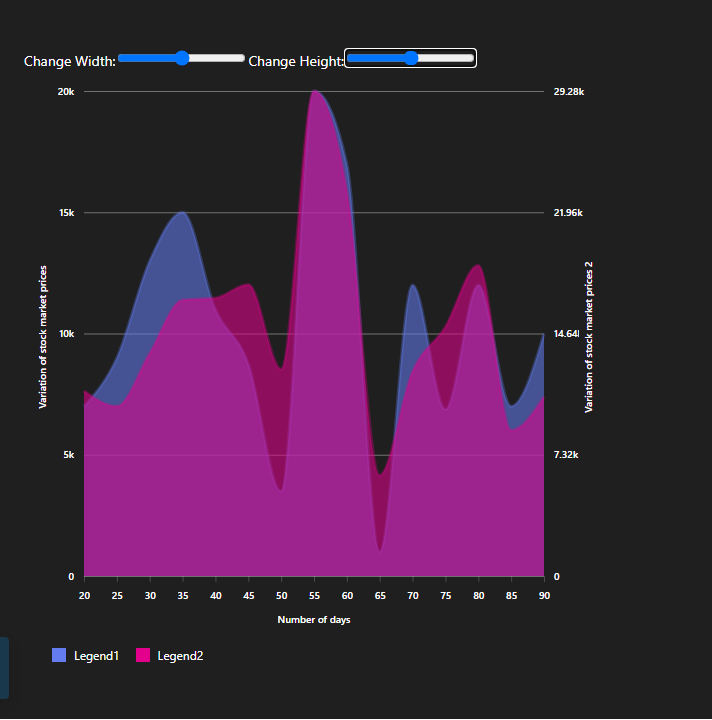 Change Width: Change Height:
20k 29.28k
15k 21.96k
Variation of stock market prices
Variation of stock market prices 2
10k 14.64
5k 7.32k
0 0
20 25 30 35 40 45 50 55 60 65 70 75 80 85 90
Number of days
Legend1 Legend2